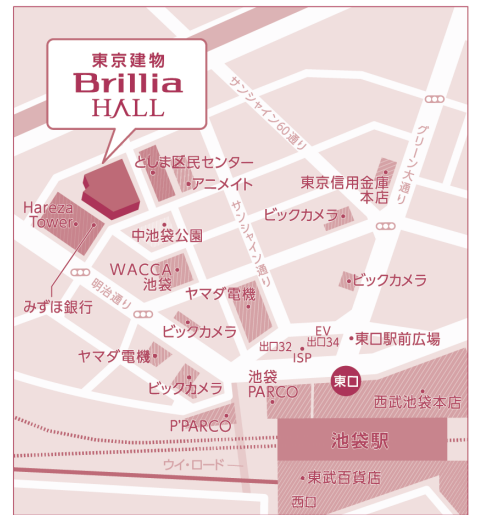 東京建物
Brillia
HALL
サンシャイン60通り
グリーン大通り
としま区民センター
アニメイト
東京信用金庫
本店
Hareza
Tower
中池袋公園
サンシャイン通り
ビックカメラ
みずほ銀行
明治通り
WACCA
池袋
ヤマダ電機
ビックカメラ
ビックカメラ
ヤマダ電機
出口32
ISP
EV
出口34
東口駅前広場
ビックカメラ
池袋
PARCO
東口
西武池袋本店
P'PARCO
池袋駅
ウイ・ロード
東武百貨店
西口